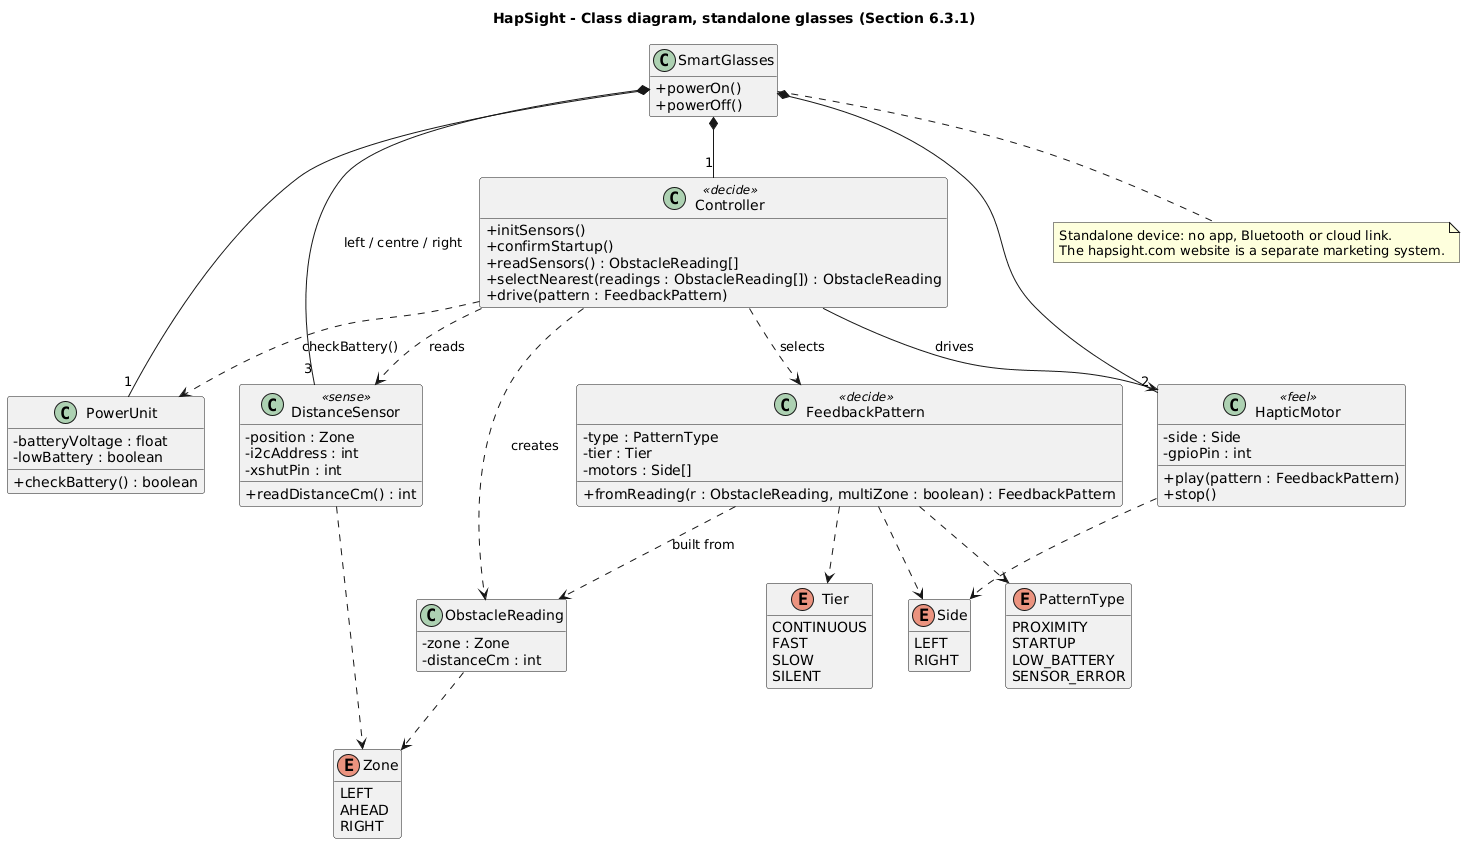 HapSight - Class diagram, standalone glasses (Section 6.3.1)
C SmartGlasses
+powerOn()
+powerOff()
1
«decide»
C Controller
+initSensors()
+confirmStartup()
+readSensors() : ObstacleReading[]
+selectNearest(readings : ObstacleReading[]) : ObstacleReading
+drive(pattern : FeedbackPattern)
left / centre / right
Standalone device: no app, Bluetooth or cloud link.
The hapsight.com website is a separate marketing system.
checkBattery()
reads
selects
drives
1
3
2
C PowerUnit
-batteryVoltage : float
-lowBattery : boolean
+checkBattery() : boolean
«sense»
C DistanceSensor
-position : Zone
-i2cAddress : int
-xshutPin : int
+readDistanceCm() : int
creates
«decide»
C FeedbackPattern
-type : PatternType
-tier : Tier
-motors : Side[]
+fromReading(r : ObstacleReading, multiZone : boolean) : FeedbackPattern
«feel»
C HapticMotor
-side : Side
-gpioPin : int
+play(pattern : FeedbackPattern)
+stop()
built from
C ObstacleReading
-zone : Zone
-distanceCm : int
E Tier
CONTINUOUS
FAST
SLOW
SILENT
E Side
LEFT
RIGHT
E PatternType
PROXIMITY
STARTUP
LOW_BATTERY
SENSOR_ERROR
E Zone
LEFT
AHEAD
RIGHT